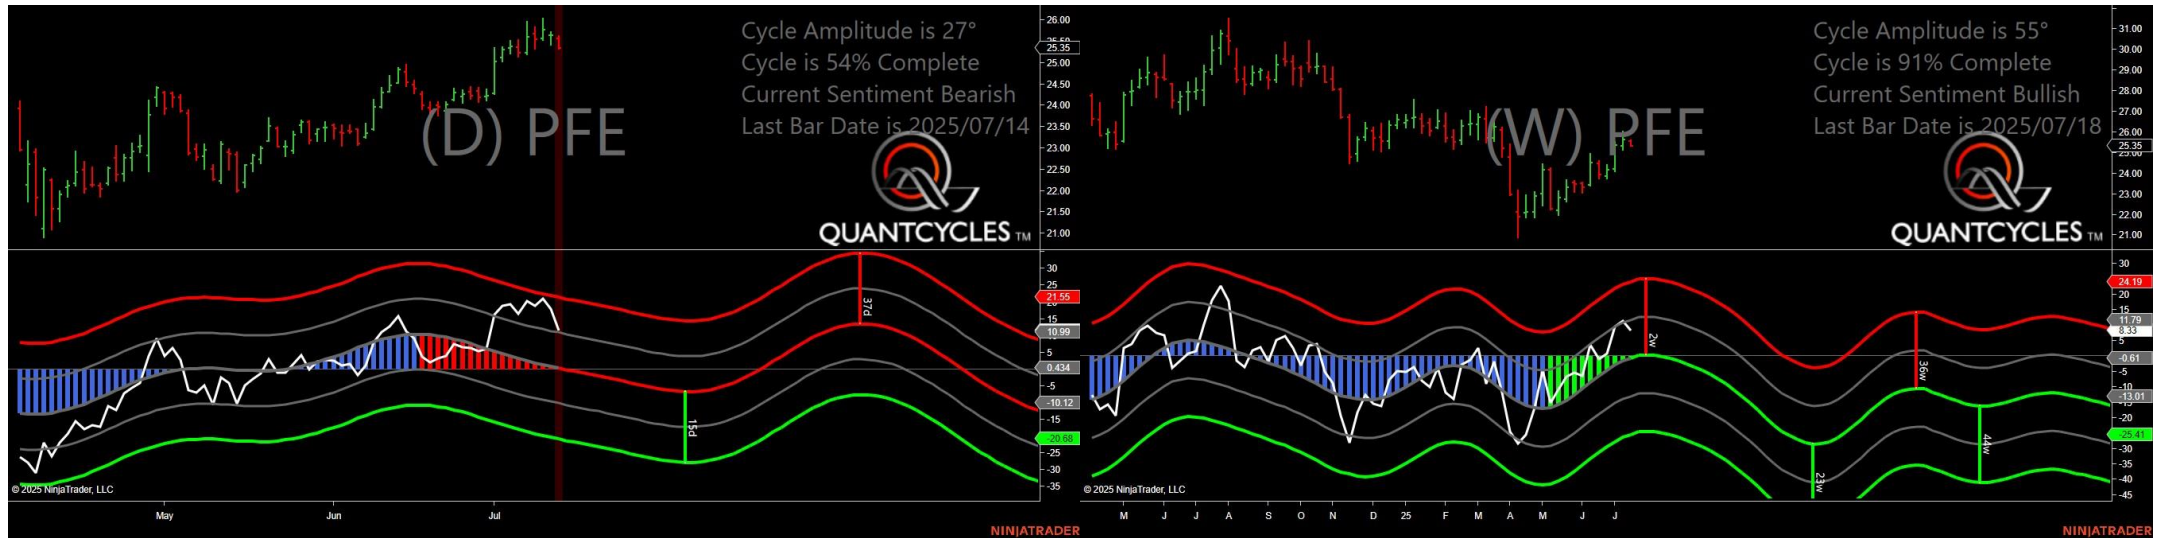 Cycle Amplitude is 27°
Cycle is 54% Complete
Current Sentiment Bearish
Last Bar Date is 2025/07/14
(D) PFE
QUANTCYCLES TM
26.00
25.50
25.35
25.00
24.50
24.00
23.50
23.00
22.50
22.00
21.50
21.00
30
21.55
15
10.99
5
0.434
-5
-10.12
-15
-20.68
-25
-30
-35
37d
15d
© 2025 NinjaTrader, LLC
May
Jun
Jul
NINJATRADER
Cycle Amplitude is 55°
Cycle is 91% Complete
Current Sentiment Bullish
Last Bar Date is 2025/07/18
(W) PFE
QUANTCYCLES TM
31.00
30.00
29.00
28.00
27.00
26.00
25.35
25.00
24.00
23.00
22.00
21.00
30
24.19
20
15
11.79
8.33
5
-0.61
-5
-10
-13.01
-20
-25.41
-30
-35
-40
-45
2w
36w
23w
44w
© 2025 NinjaTrader, LLC
M
J
J
A
S
O
N
D
25
F
M
A
M
J
J
NINJATRADER